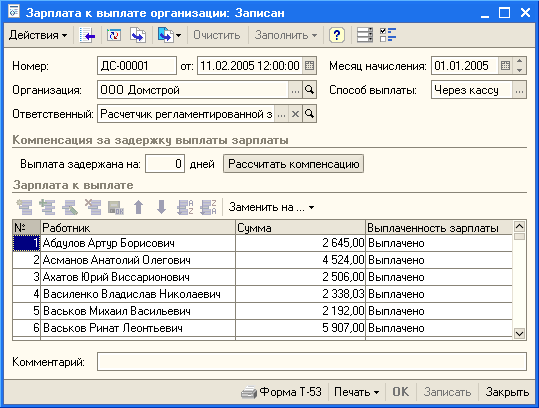 Зарплата к выплате организации: Записан
Действия Очистить Заполнить ?
Номер: ДС-00001 от: 11.02.2005 12:00:00 Месяц начисления: 01.01.2005
Организация: ООО Домстрой ... Способ выплаты: Через кассу ...
Ответственный: Расчетчик регламентированной з ... ×
Компенсация за задержку выплаты зарплаты
Выплата задержана на: 0 дней Рассчитать компенсацию
Зарплата к выплате
Заменить на ...
№ Работник Сумма Выплаченность зарплаты
1 Абдулов Артур Борисович 2 645,00 Выплачено
2 Асманов Анатолий Олегович 4 524,00 Выплачено
3 Ахатов Юрий Виссарионович 2 506,00 Выплачено
4 Василенко Владислав Николаевич 2 338,03 Выплачено
5 Васьков Михаил Васильевич 2 192,00 Выплачено
6 Васьков Ринат Леонтьевич 5 907,00 Выплачено
Комментарий:
Форма Т-53 Печать OK Записать Закрыть